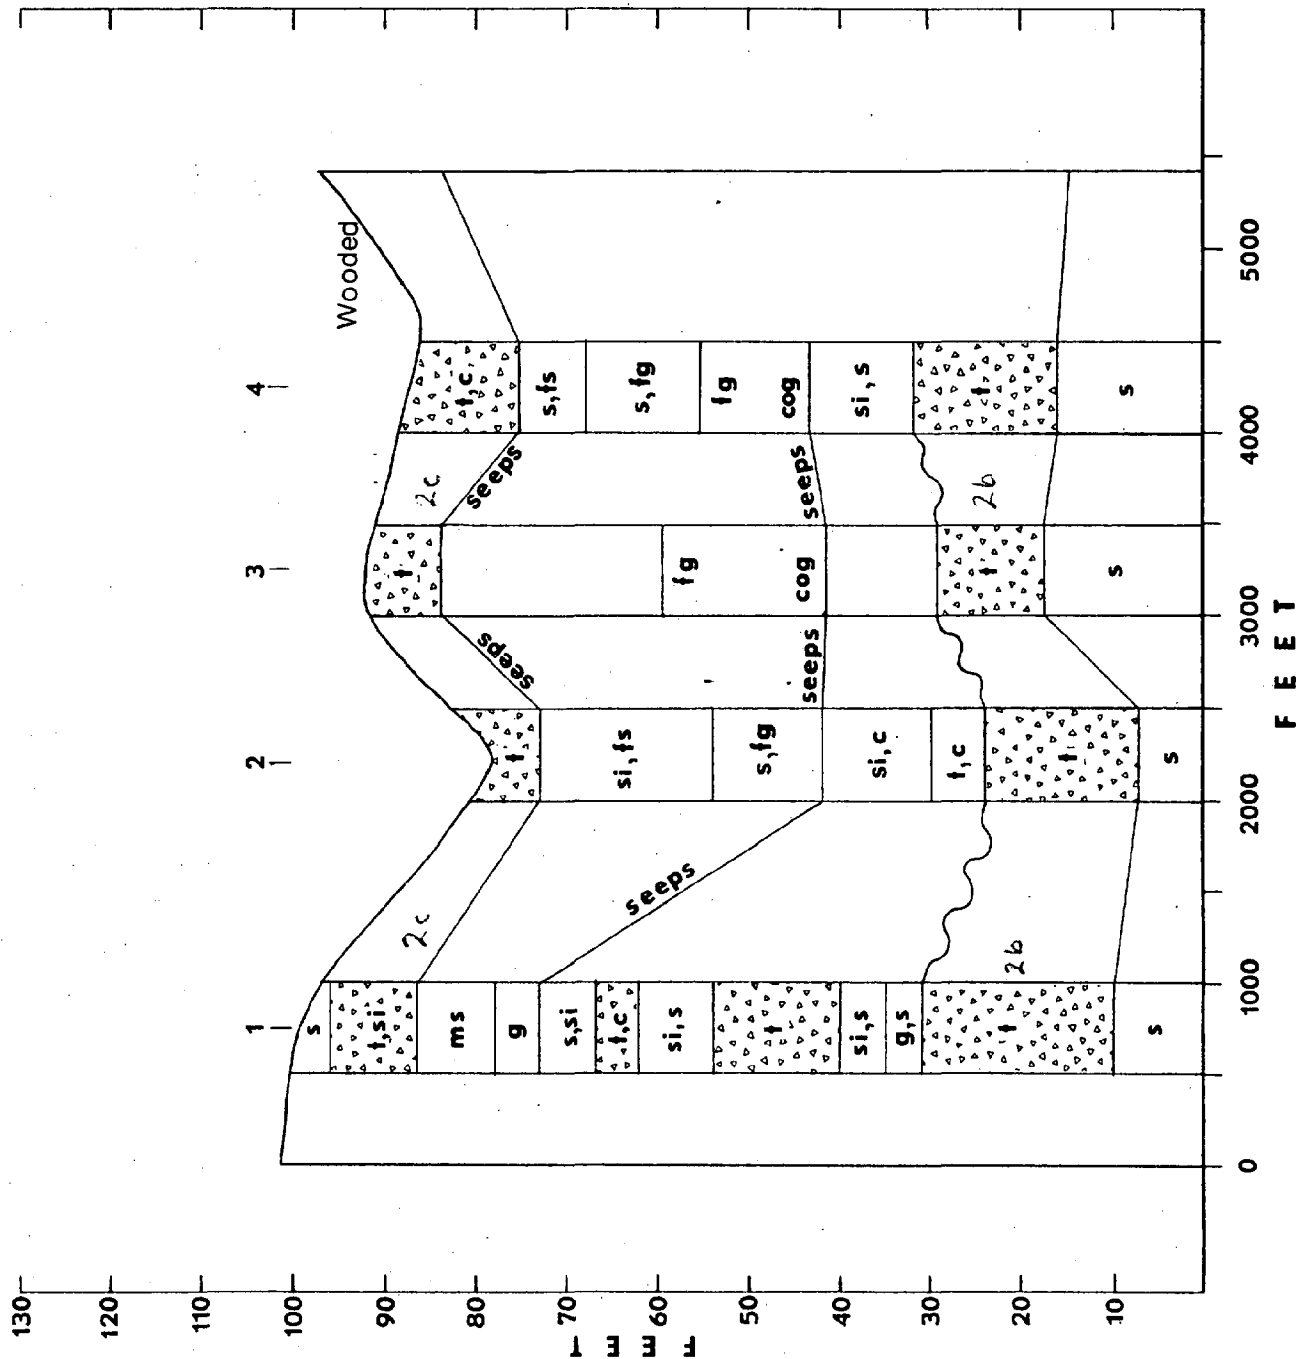 130
120
110
100
90
80
70
60
50
40
30
20
10
FEET
1
s
t,si
ms
g
s,si
t,c
si,s
t
si,s
g,s
t
s
2c
seeps
2b
2
t
si,fs
s,fg
si,c
t,c
t
s
seeps
seeps
3
t
fg
cog
t
s
2c
seeps
seeps
2b
4
t,c
s,fs
s,fg
fg
cog
si,s
t
s
Wooded
0
1000
2000
3000
4000
5000
FEET